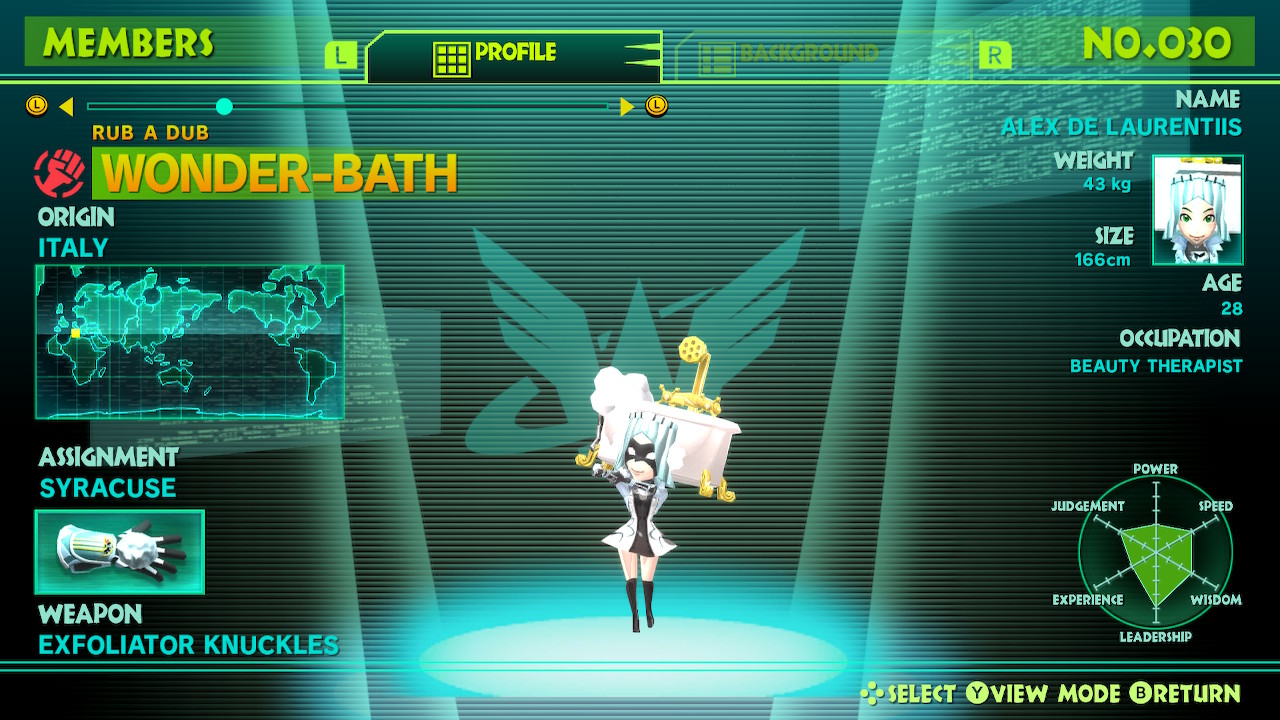 MEMBERS
L
PROFILE
BACKGROUND
R
NO.030
L
L
RUB A DUB
WONDER-BATH
ORIGIN
ITALY
ASSIGNMENT
SYRACUSE
WEAPON
EXFOLIATOR KNUCKLES
NAME
ALEX DE LAURENTIIS
WEIGHT
43 kg
SIZE
166cm
AGE
28
OCCUPATION
BEAUTY THERAPIST
POWER
JUDGEMENT
SPEED
EXPERIENCE
WISDOM
LEADERSHIP
SELECT Y VIEW MODE B RETURN